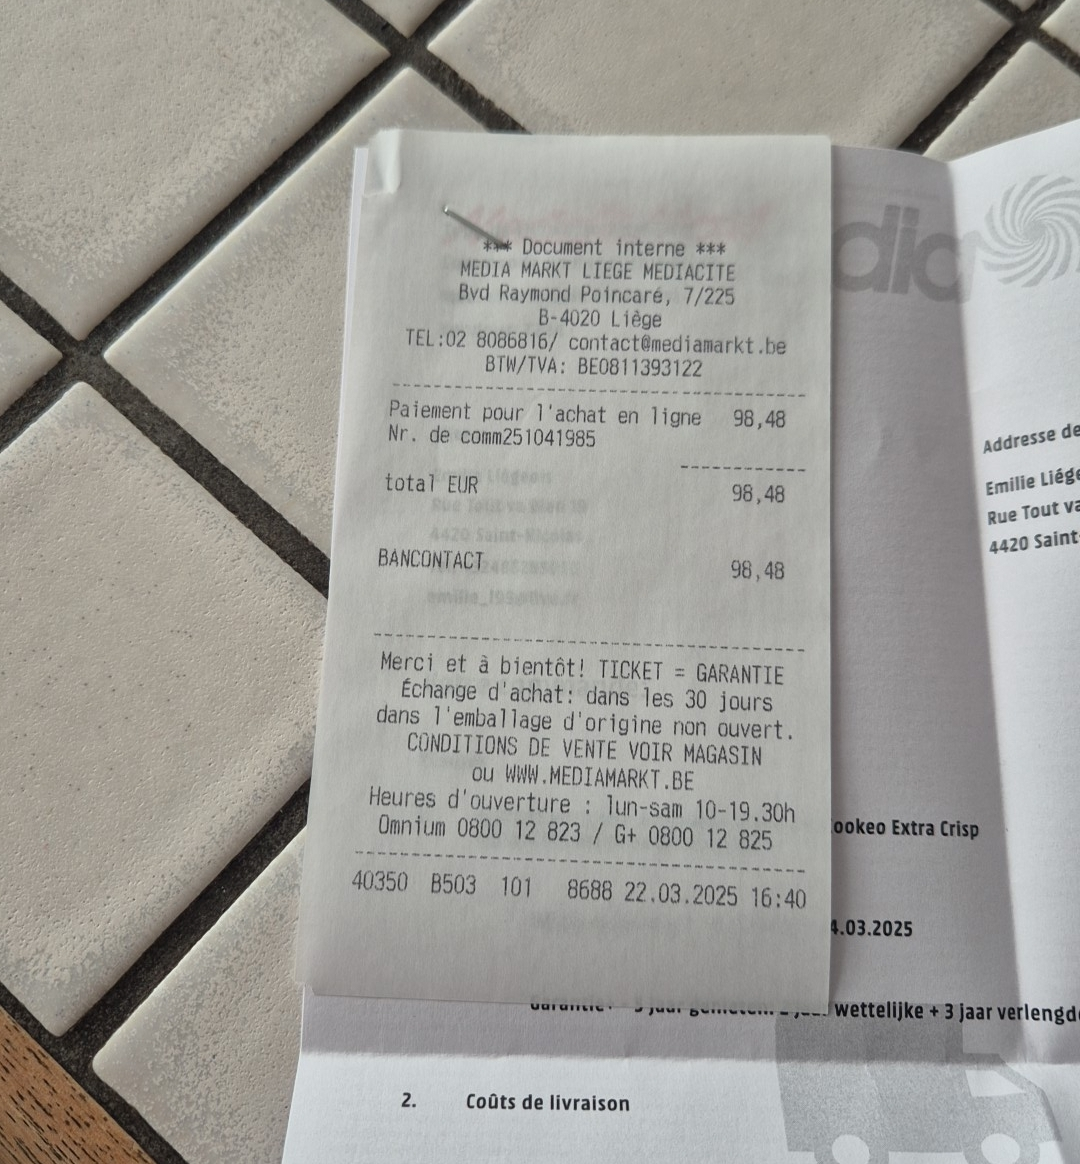 *** Document interne ***
MEDIA MARKT LIEGE MEDIACITE
Bvd Raymond Poincaré, 7/225
B-4020 Liège
TEL:02 8086816/ contact@mediamarkt.be
BTW/TVA: BE0811393122
Paiement pour l'achat en ligne 98,48
Nr. de comm251041985
total EUR 98,48
BANCONTACT 98,48
Merci et à bientôt! TICKET = GARANTIE
Échange d'achat: dans les 30 jours
dans l'emballage d'origine non ouvert.
CONDITIONS DE VENTE VOIR MAGASIN
ou WWW.MEDIAMARKT.BE
Heures d'ouverture : lun-sam 10-19.30h
Omnium 0800 12 823 / G+ 0800 12 825
40350 B503 101 8688 22.03.2025 16:40
dia
Addresse de
Emilie Liége
Rue Tout va
4420 Saint-
ookeo Extra Crisp
4.03.2025
wettelijke + 3 jaar verlengd
2. Coûts de livraison